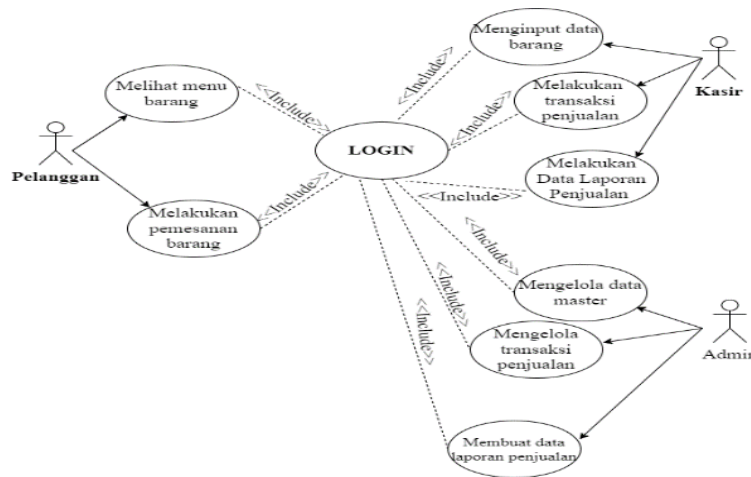 Menginput data
barang
Kasir
<<Include>>
Melihat menu
barang
<<Include>>
Melakukan
transaksi
penjualan
<<Include>>
LOGIN
Pelanggan
Melakukan
Data Laporan
Penjualan
<<Include>>
<<Include>>
Melakukan
pemesanan
barang
<<Include>>
Mengelola data
master
<<Include>>
Mengelola
transaksi
penjualan
Admin
<<Include>>
Membuat data
laporan penjualan